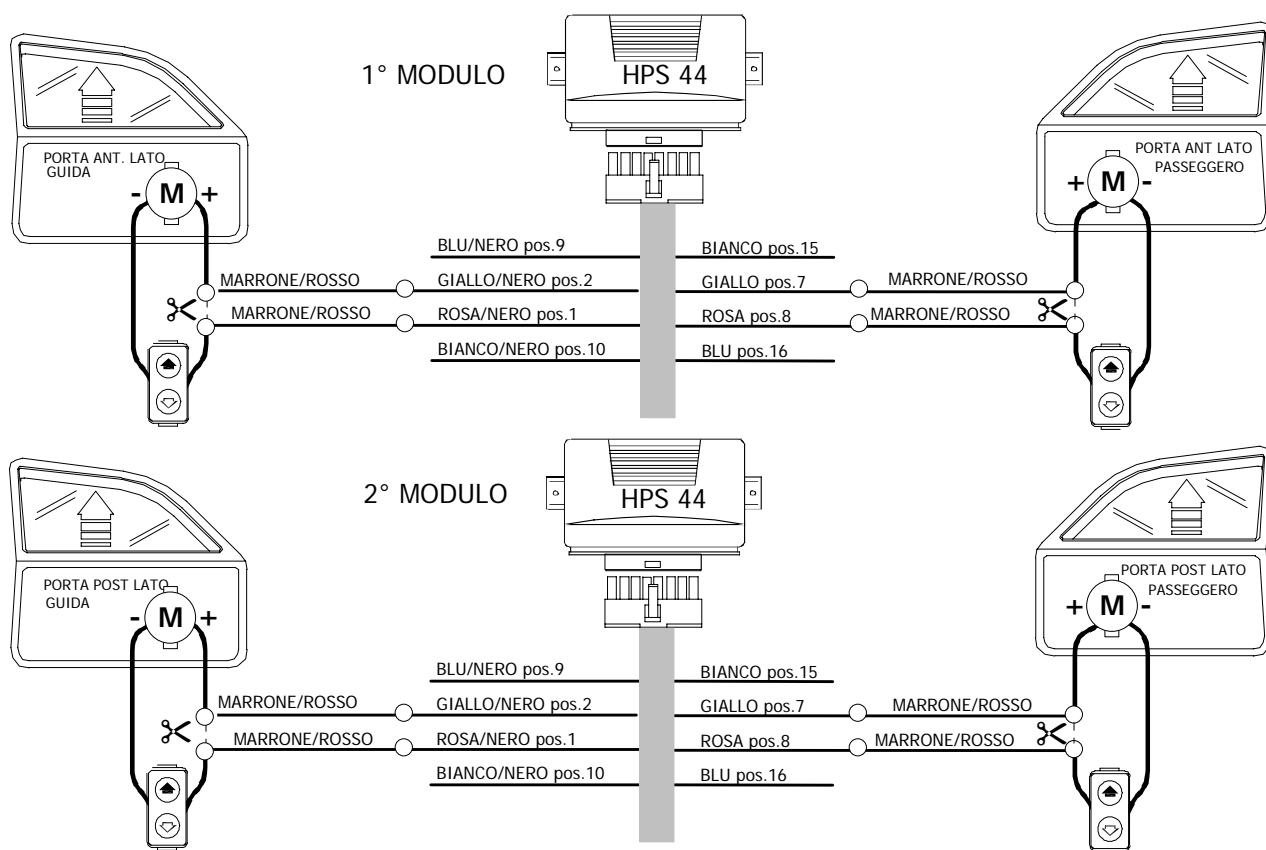 1° MODULO
HPS 44
PORTA ANT. LATO
GUIDA
- M +
PORTA ANT LATO
PASSEGGERO
+ M -
BLU/NERO pos.9
BIANCO pos.15
MARRONE/ROSSO
GIALLO/NERO pos.2
GIALLO pos.7
MARRONE/ROSSO
MARRONE/ROSSO
ROSA/NERO pos.1
ROSA pos.8
MARRONE/ROSSO
BIANCO/NERO pos.10
BLU pos.16
2° MODULO
HPS 44
PORTA POST LATO
GUIDA
- M +
PORTA POST LATO
PASSEGGERO
+ M -
BLU/NERO pos.9
BIANCO pos.15
MARRONE/ROSSO
GIALLO/NERO pos.2
GIALLO pos.7
MARRONE/ROSSO
MARRONE/ROSSO
ROSA/NERO pos.1
ROSA pos.8
MARRONE/ROSSO
BIANCO/NERO pos.10
BLU pos.16